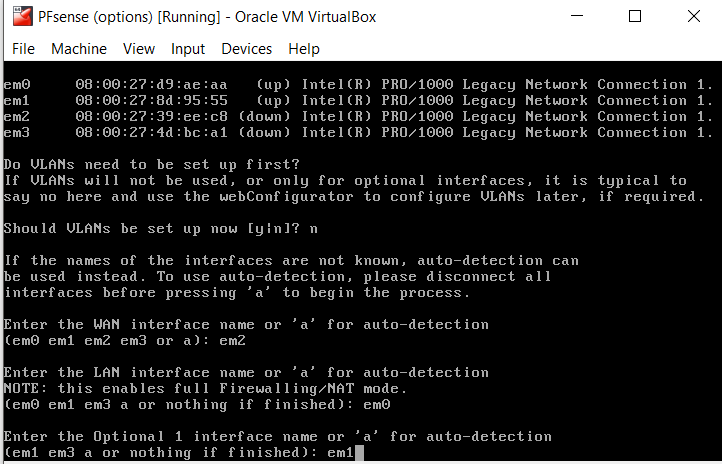 PFsense (options) [Running] - Oracle VM VirtualBox
File Machine View Input Devices Help
em0 08:00:27:d9:ae:aa (up) Intel(R) PRO/1000 Legacy Network Connection 1.
em1 08:00:27:8d:95:55 (up) Intel(R) PRO/1000 Legacy Network Connection 1.
em2 08:00:27:39:ee:c8 (down) Intel(R) PRO/1000 Legacy Network Connection 1.
em3 08:00:27:4d:bc:a1 (down) Intel(R) PRO/1000 Legacy Network Connection 1.
Do VLANs need to be set up first?
If VLANs will not be used, or only for optional interfaces, it is typical to
say no here and use the webConfigurator to configure VLANs later, if required.
Should VLANs be set up now [y|n]? n
If the names of the interfaces are not known, auto-detection can
be used instead. To use auto-detection, please disconnect all
interfaces before pressing 'a' to begin the process.
Enter the WAN interface name or 'a' for auto-detection
(em0 em1 em2 em3 or a): em2
Enter the LAN interface name or 'a' for auto-detection
NOTE: this enables full Firewalling/NAT mode.
(em0 em1 em3 a or nothing if finished): em0
Enter the Optional 1 interface name or 'a' for auto-detection
(em1 em3 a or nothing if finished): em1